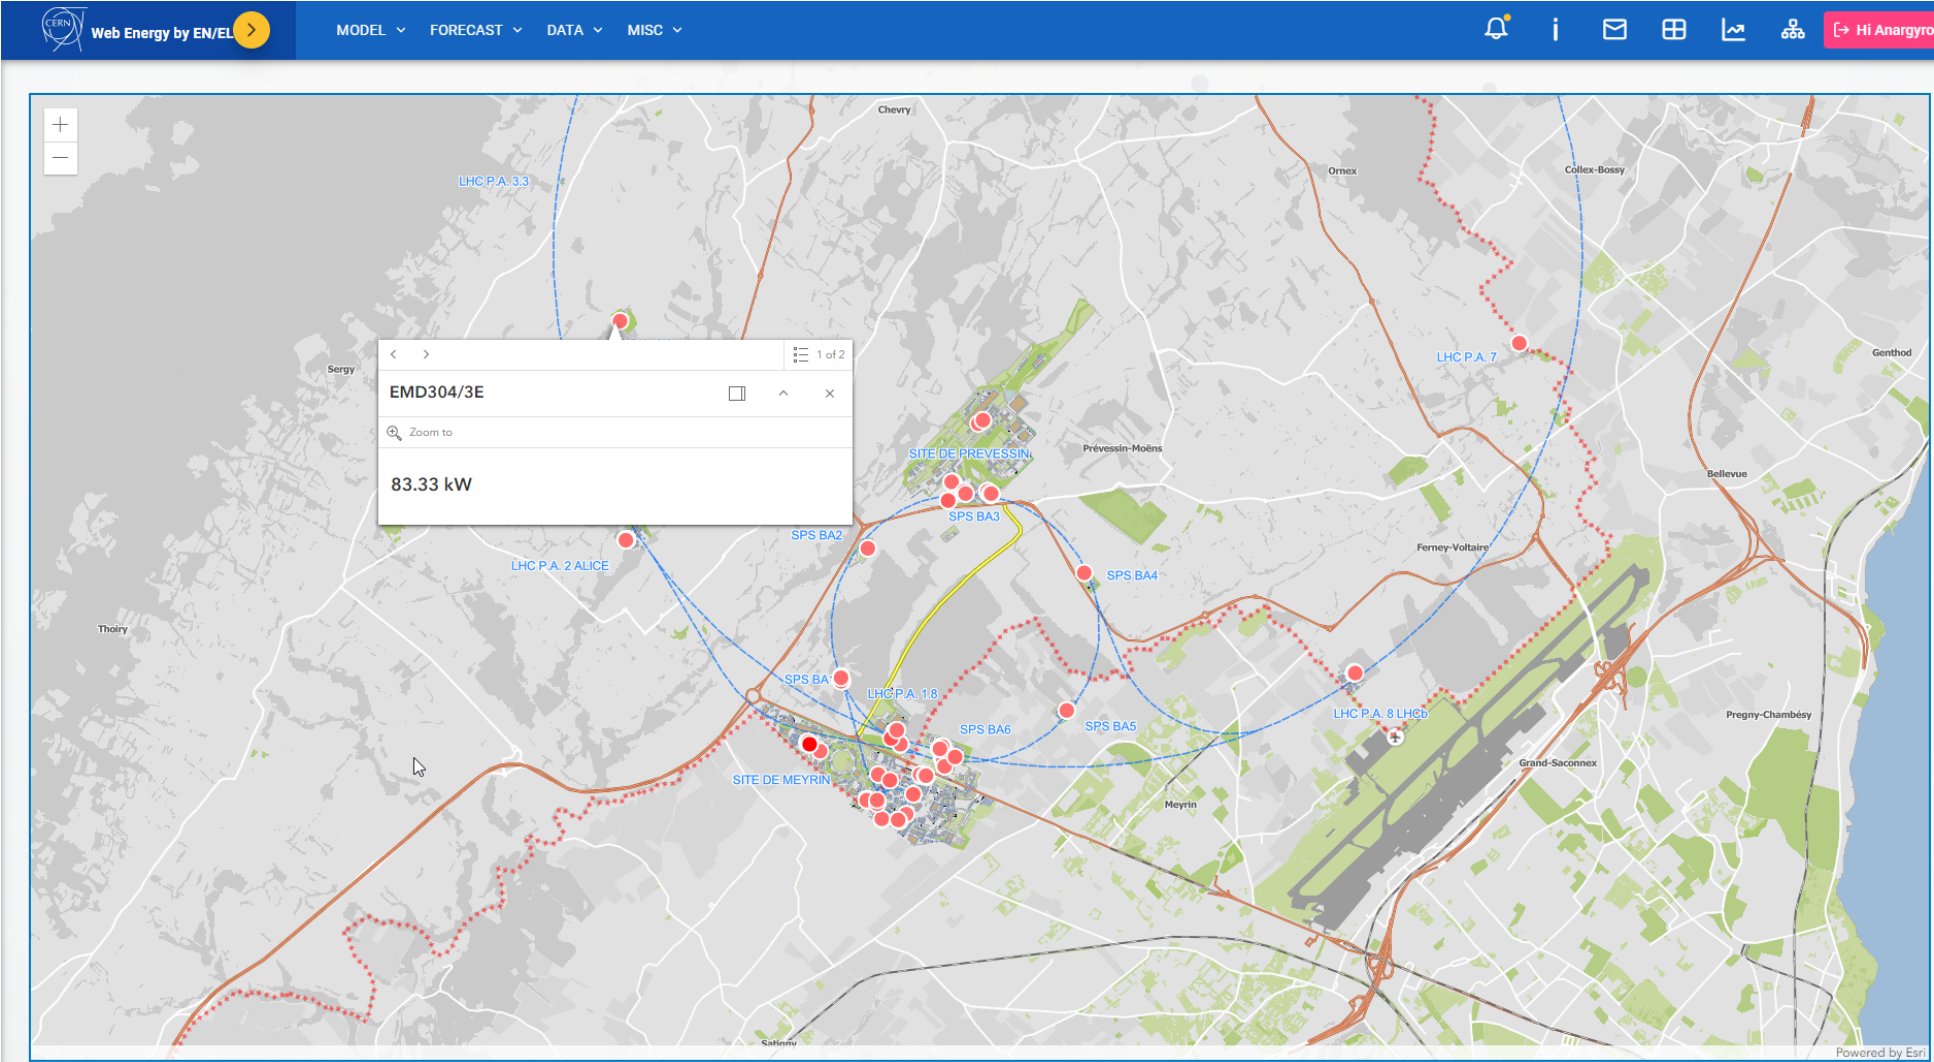 CERN
Web Energy by EN/EL
MODEL
FORECAST
DATA
MISC
Hi Anargyro
Chevry
LHC P.A. 3.3
Ornex
Collex-Bossy
Sergy
LHC P.A. 7
Genthod
1 of 2
EMD304/3E
Zoom to
83.33 kW
SITE DE PREVESSIN
Prévessin-Moëns
Bellevue
SPS BA3
SPS BA2
LHC P.A. 2 ALICE
Ferney-Voltaire
SPS BA4
Thoiry
SPS BA
LHC P.A. 1.8
SPS BA6
SPS BA5
LHC P.A. 8 LHCb
Pregny-Chambésy
SITE DE MEYRIN
Grand-Saconnex
Meyrin
Satigny
Powered by Esri